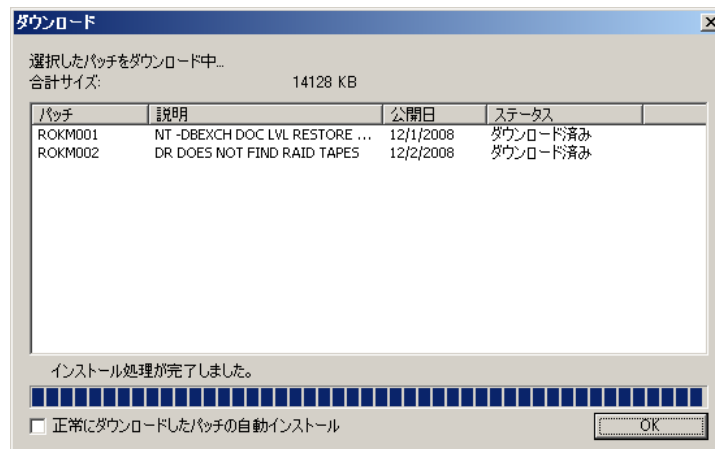 ダウンロード
選択したパッチをダウンロード中...
合計サイズ: 14128 KB
パッチ 説明 公開日 ステータス
ROKM001 NT -DBEXCH DOC LVL RESTORE ... 12/1/2008 ダウンロード済み
ROKM002 DR DOES NOT FIND RAID TAPES 12/2/2008 ダウンロード済み
インストール処理が完了しました。
正常にダウンロードしたパッチの自動インストール OK